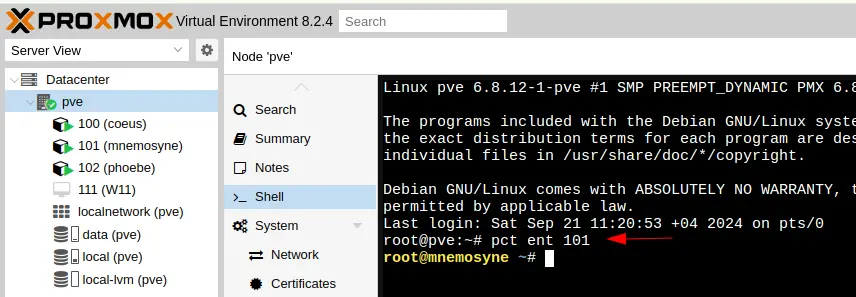 PROXMOX Virtual Environment 8.2.4 Search
Server View
Node 'pve'
Datacenter
pve
100 (coeus)
101 (mnemosyne)
102 (phoebe)
111 (W11)
localnetwork (pve)
data (pve)
local (pve)
local-lvm (pve)
Search
Summary
Notes
Shell
System
Network
Certificates
Linux pve 6.8.12-1-pve #1 SMP PREEMPT_DYNAMIC PMX 6.8
The programs included with the Debian GNU/Linux syste
the exact distribution terms for each program are des
individual files in /usr/share/doc/*/copyright.
Debian GNU/Linux comes with ABSOLUTELY NO WARRANTY, t
permitted by applicable law.
Last login: Sat Sep 21 11:20:53 +04 2024 on pts/0
root@pve:~# pct ent 101
root@mnemosyne ~#